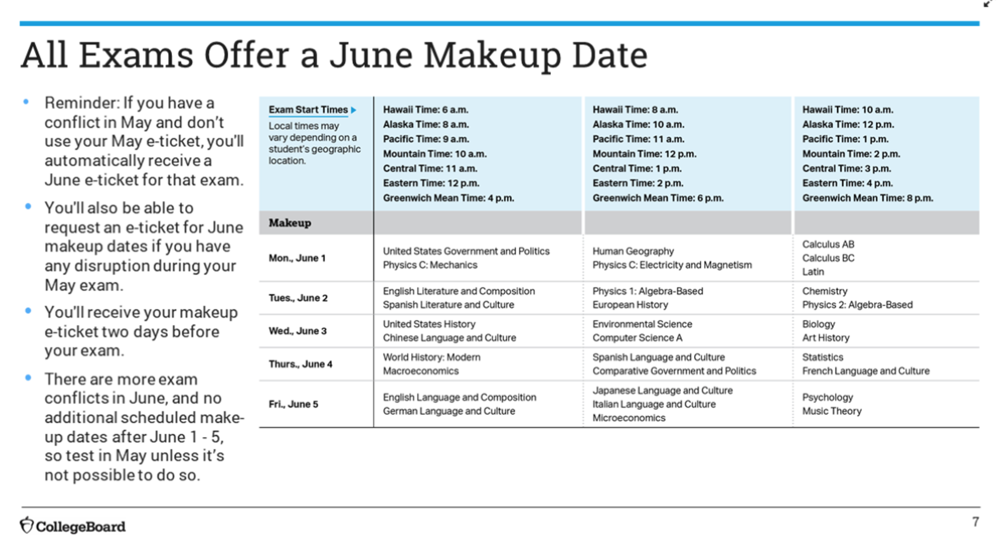 All Exams Offer a June Makeup Date
• Reminder: If you have a
conflict in May and don't
use your May e-ticket, you'll
automatically receive a
June e-ticket for that exam.
• You'll also be able to
request an e-ticket for June
makeup dates if you have
any disruption during your
May exam.
• You'll receive your makeup
e-ticket two days before
your exam.
• There are more exam
conflicts in June, and no
additional scheduled make-
up dates after June 1 - 5,
so test in May unless it's
not possible to do so.
Exam Start Times ▶
Local times may
vary depending on a
student's geographic
location.
Hawaii Time: 6 a.m.
Alaska Time: 8 a.m.
Pacific Time: 9 a.m.
Mountain Time: 10 a.m.
Central Time: 11 a.m.
Eastern Time: 12 p.m.
Greenwich Mean Time: 4 p.m.
Hawaii Time: 8 a.m.
Alaska Time: 10 a.m.
Pacific Time: 11 a.m.
Mountain Time: 12 p.m.
Central Time: 1 p.m.
Eastern Time: 2 p.m.
Greenwich Mean Time: 6 p.m.
Hawaii Time: 10 a.m.
Alaska Time: 12 p.m.
Pacific Time: 1 p.m.
Mountain Time: 2 p.m.
Central Time: 3 p.m.
Eastern Time: 4 p.m.
Greenwich Mean Time: 8 p.m.
Makeup
Mon., June 1
United States Government and Politics
Physics C: Mechanics
Human Geography
Physics C: Electricity and Magnetism
Calculus AB
Calculus BC
Latin
Tues., June 2
English Literature and Composition
Spanish Literature and Culture
Physics 1: Algebra-Based
European History
Chemistry
Physics 2: Algebra-Based
Wed., June 3
United States History
Chinese Language and Culture
Environmental Science
Computer Science A
Biology
Art History
Thurs., June 4
World History: Modern
Macroeconomics
Spanish Language and Culture
Comparative Government and Politics
Statistics
French Language and Culture
Fri., June 5
English Language and Composition
German Language and Culture
Japanese Language and Culture
Italian Language and Culture
Microeconomics
Psychology
Music Theory
CollegeBoard
7